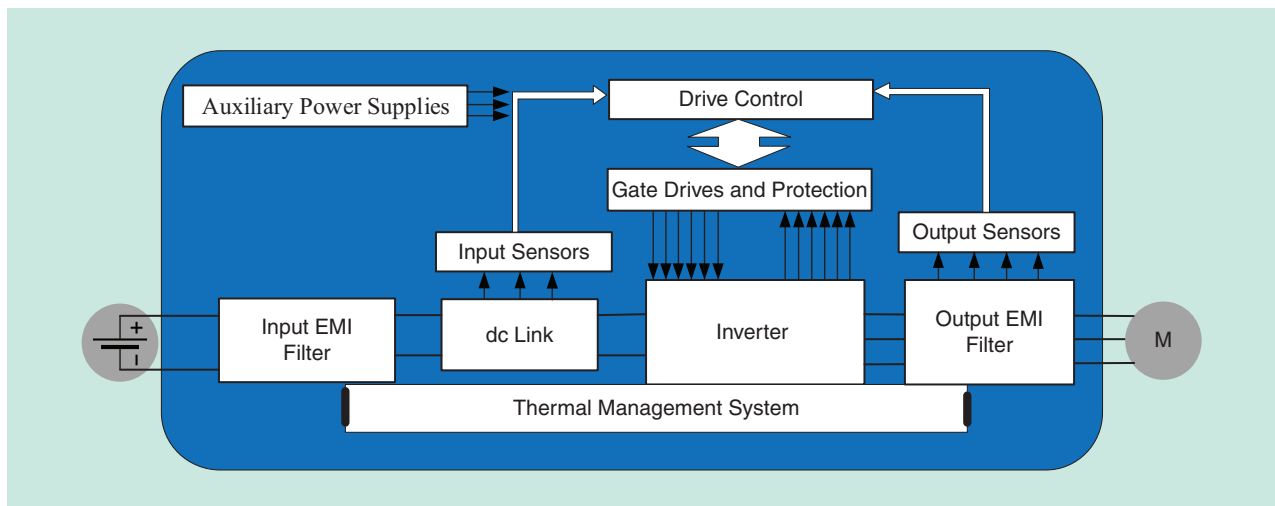 Auxiliary Power Supplies
Drive Control
Gate Drives and Protection
Input Sensors
Output Sensors
+
–
Input EMI
Filter
dc Link
Inverter
Output EMI
Filter
M
Thermal Management System